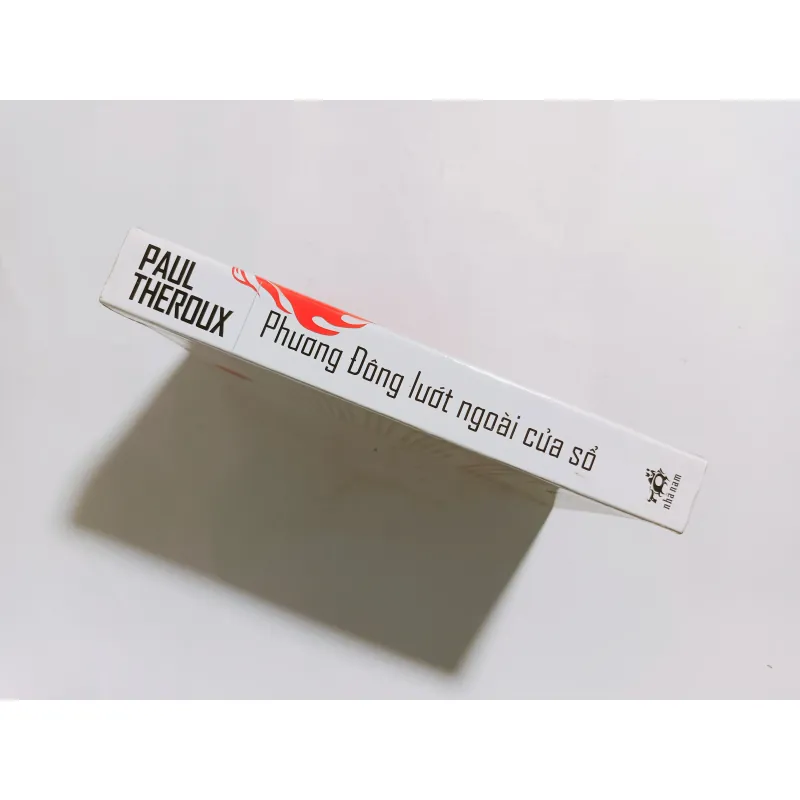 PAUL
THEROUX
Phương Đông lướt ngoài cửa sổ
nhã nam